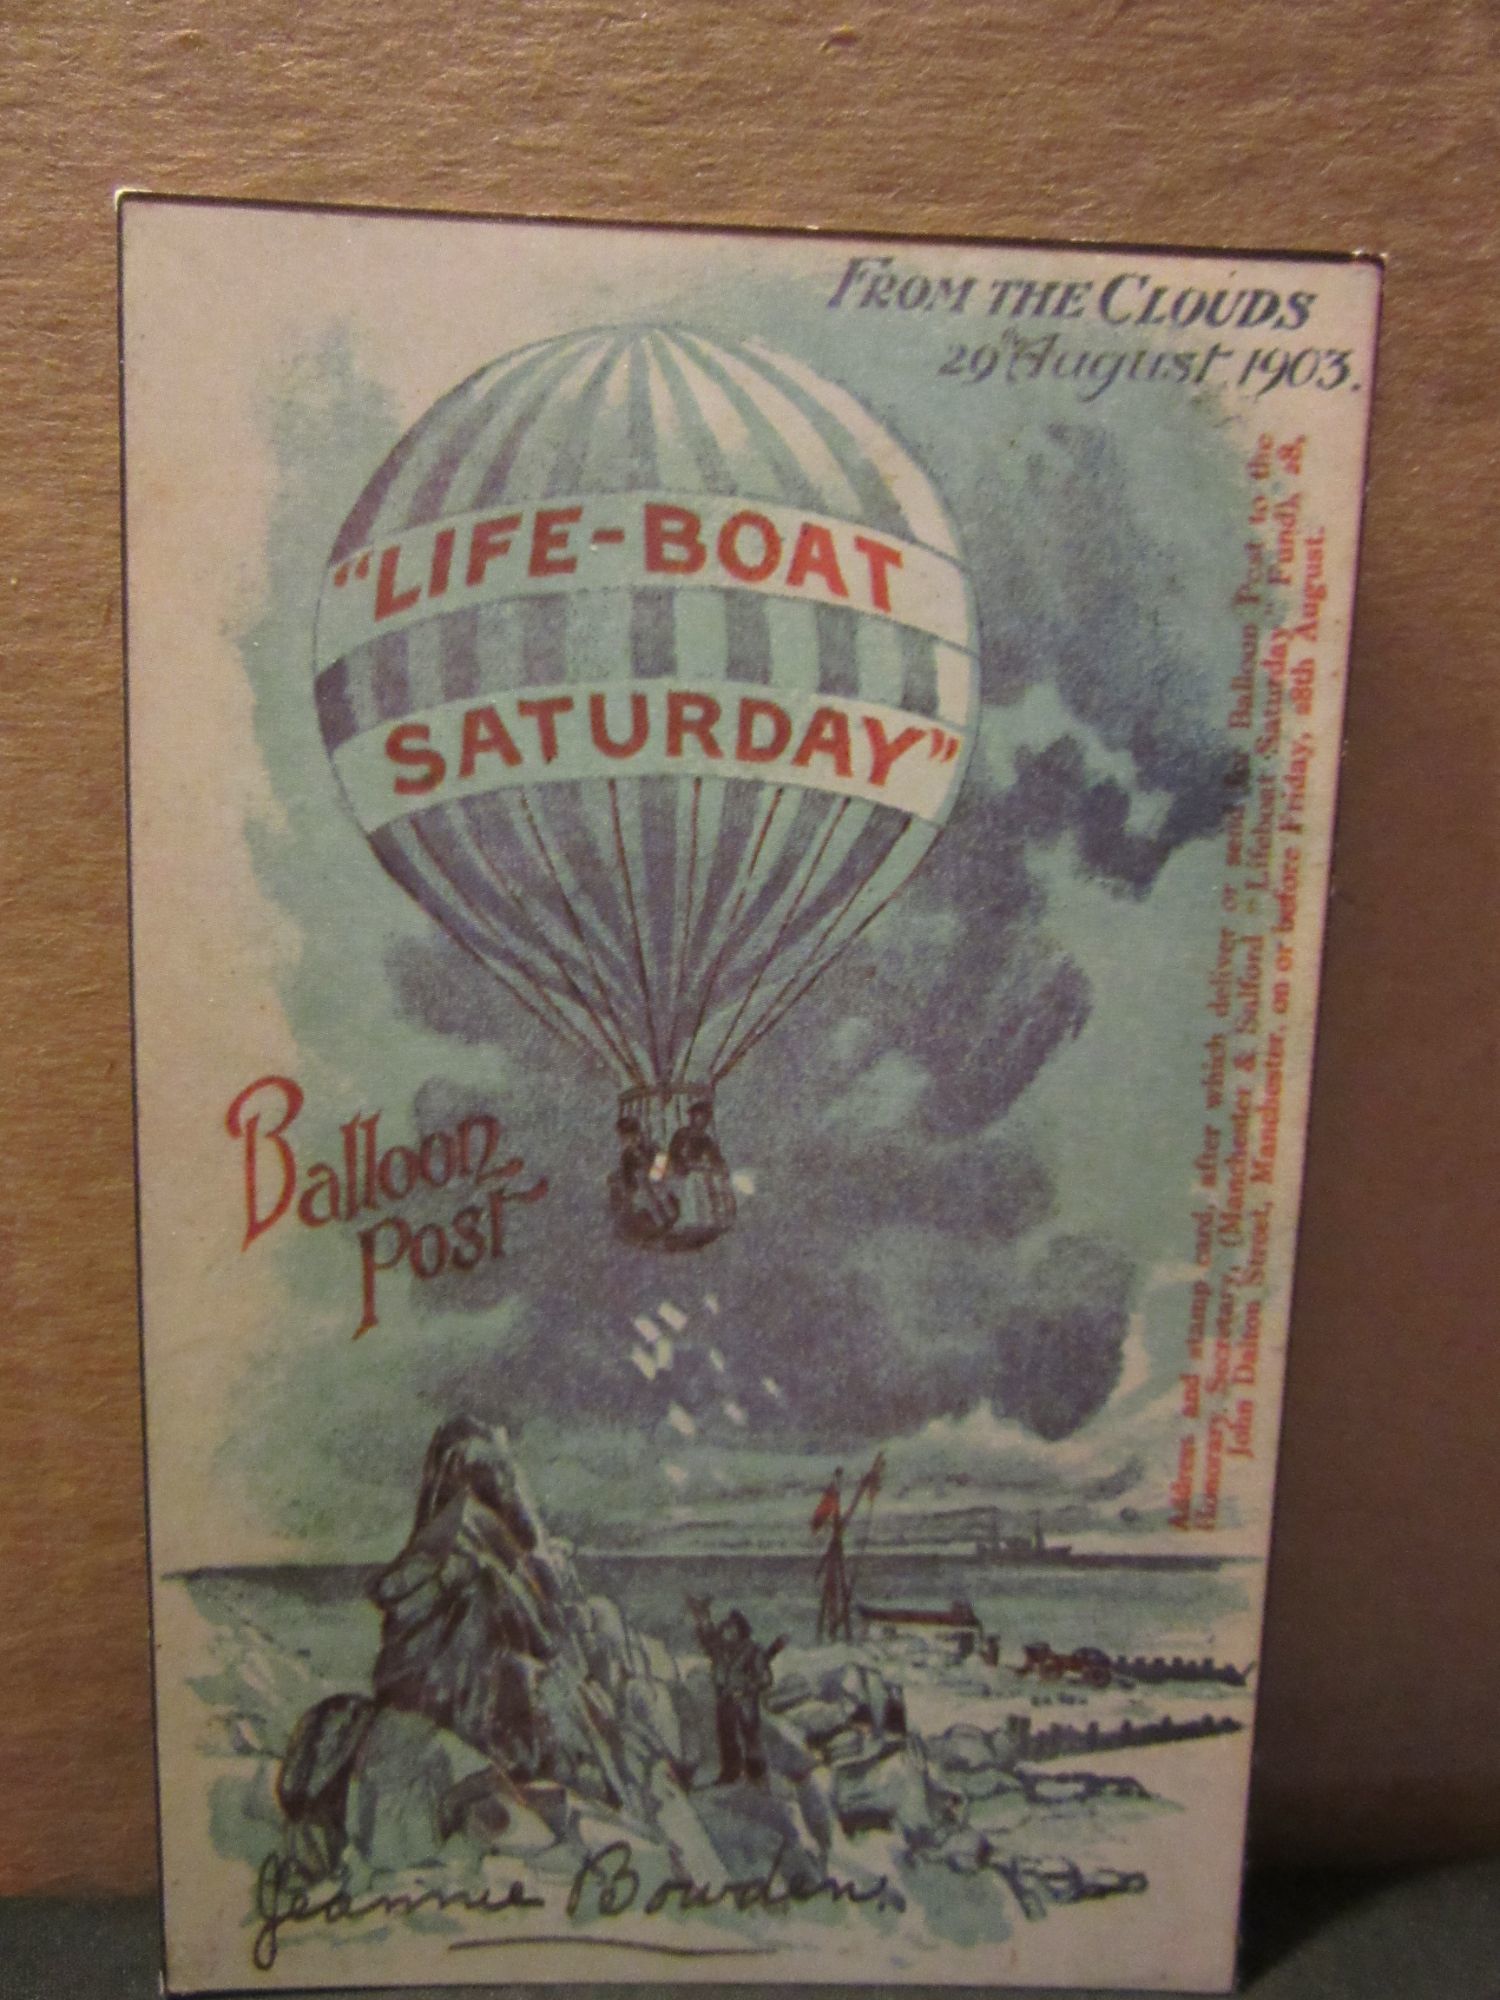 FROM THE CLOUDS
29th August 1903.
"LIFE-BOAT
SATURDAY"
Balloon
Post
Address and stamp card, after which deliver or send for Balloon Post to the
Honorary Secretary, (Manchester & Salford "Lifeboat Saturday" Fund), 28,
John Dalton Street, Manchester, on or before Friday, 28th August.
Jeannie Bowden.